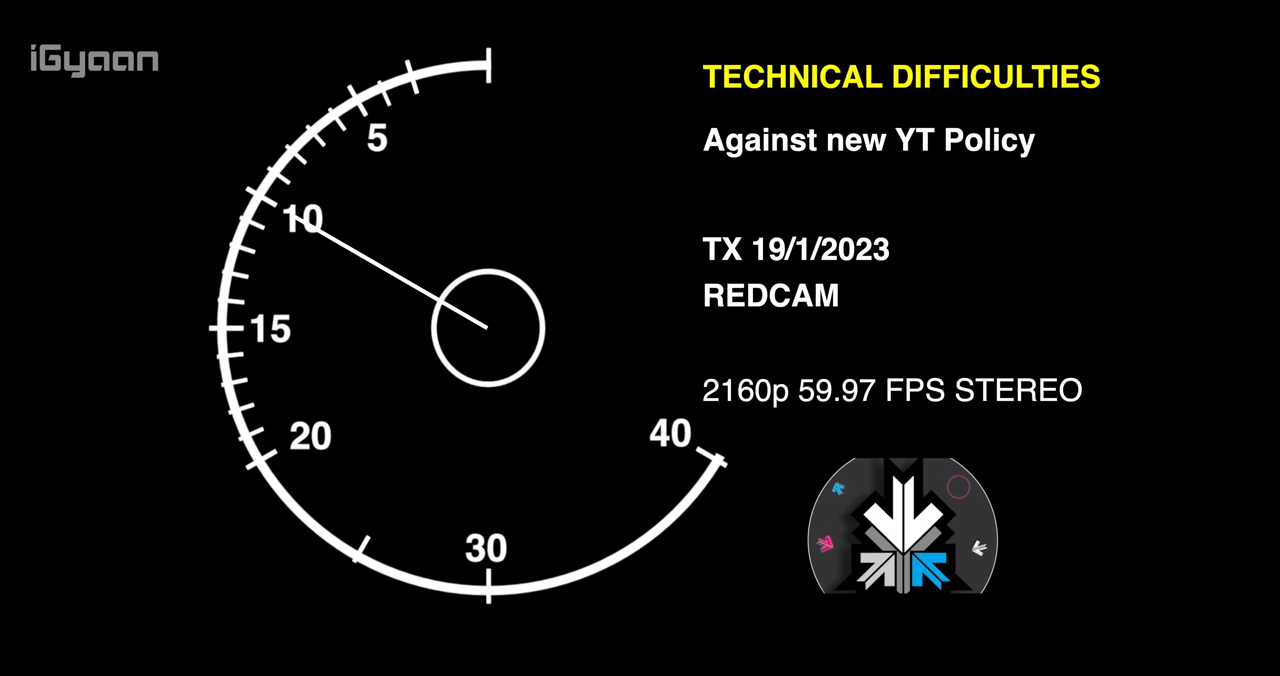 iGyaan
TECHNICAL DIFFICULTIES
Against new YT Policy
TX 19/1/2023
REDCAM
2160p 59.97 FPS STEREO
5
10
15
20
30
40